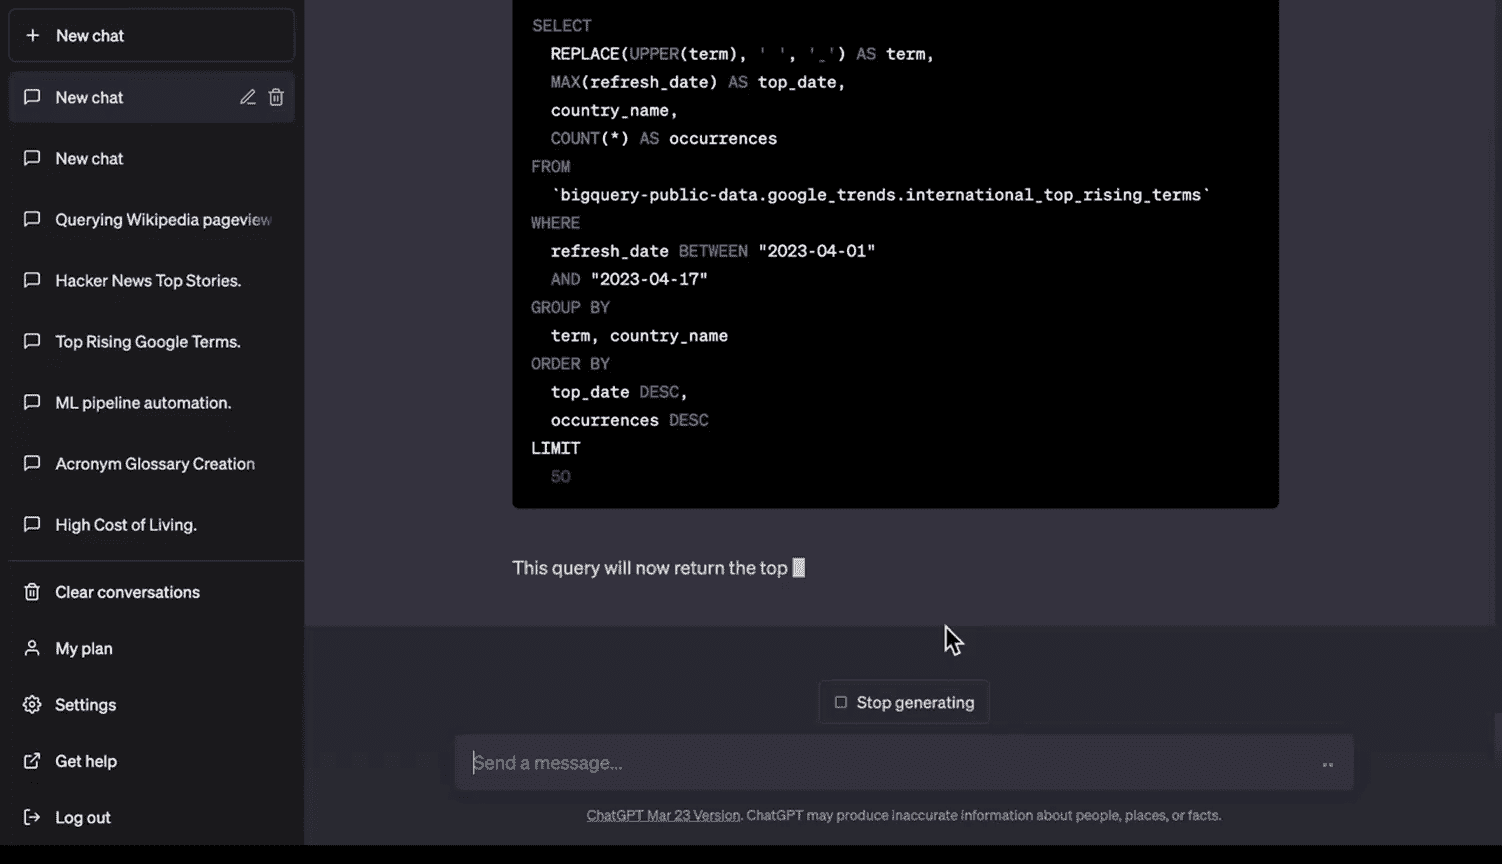 New chat
New chat
New chat
Querying Wikipedia pageview
Hacker News Top Stories.
Top Rising Google Terms.
ML pipeline automation.
Acronym Glossary Creation
High Cost of Living.
Clear conversations
My plan
Settings
Get help
Log out
SELECT
REPLACE(UPPER(term), ' ', '_') AS term,
MAX(refresh_date) AS top_date,
country_name,
COUNT(*) AS occurrences
FROM
`bigquery-public-data.google_trends.international_top_rising_terms`
WHERE
refresh_date BETWEEN "2023-04-01"
AND "2023-04-17"
GROUP BY
term, country_name
ORDER BY
top_date DESC,
occurrences DESC
LIMIT
50
This query will now return the top
Stop generating
Send a message...
ChatGPT Mar 23 Version. ChatGPT may produce inaccurate information about people, places, or facts.